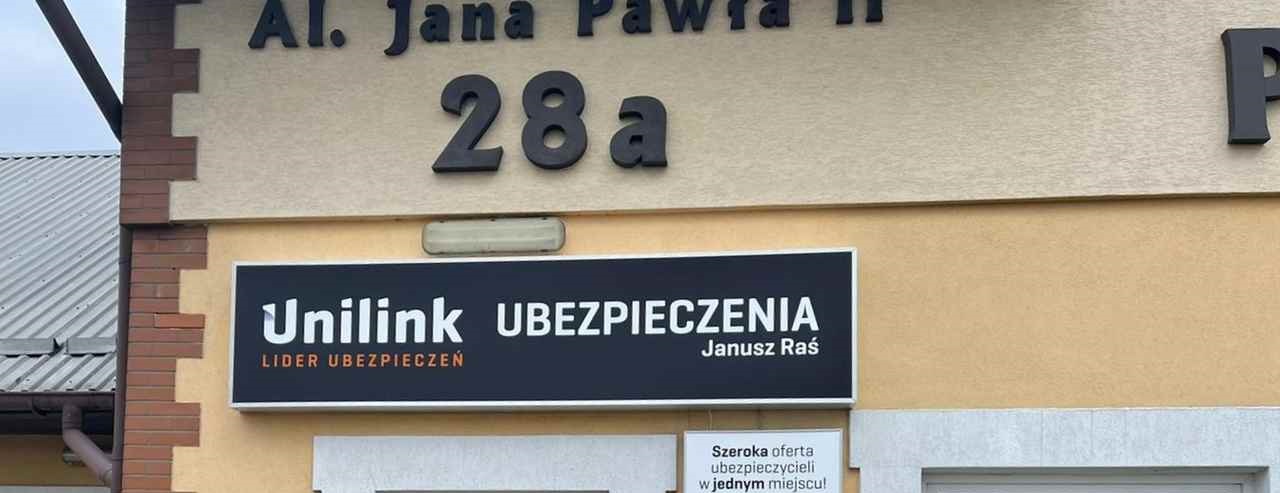 Al. Jana Pawła II
28a
P
Unilink
LIDER UBEZPIECZEŃ
UBEZPIECZENIA
Janusz Raś
Szeroka oferta
ubezpieczycieli
w jednym miejscu!